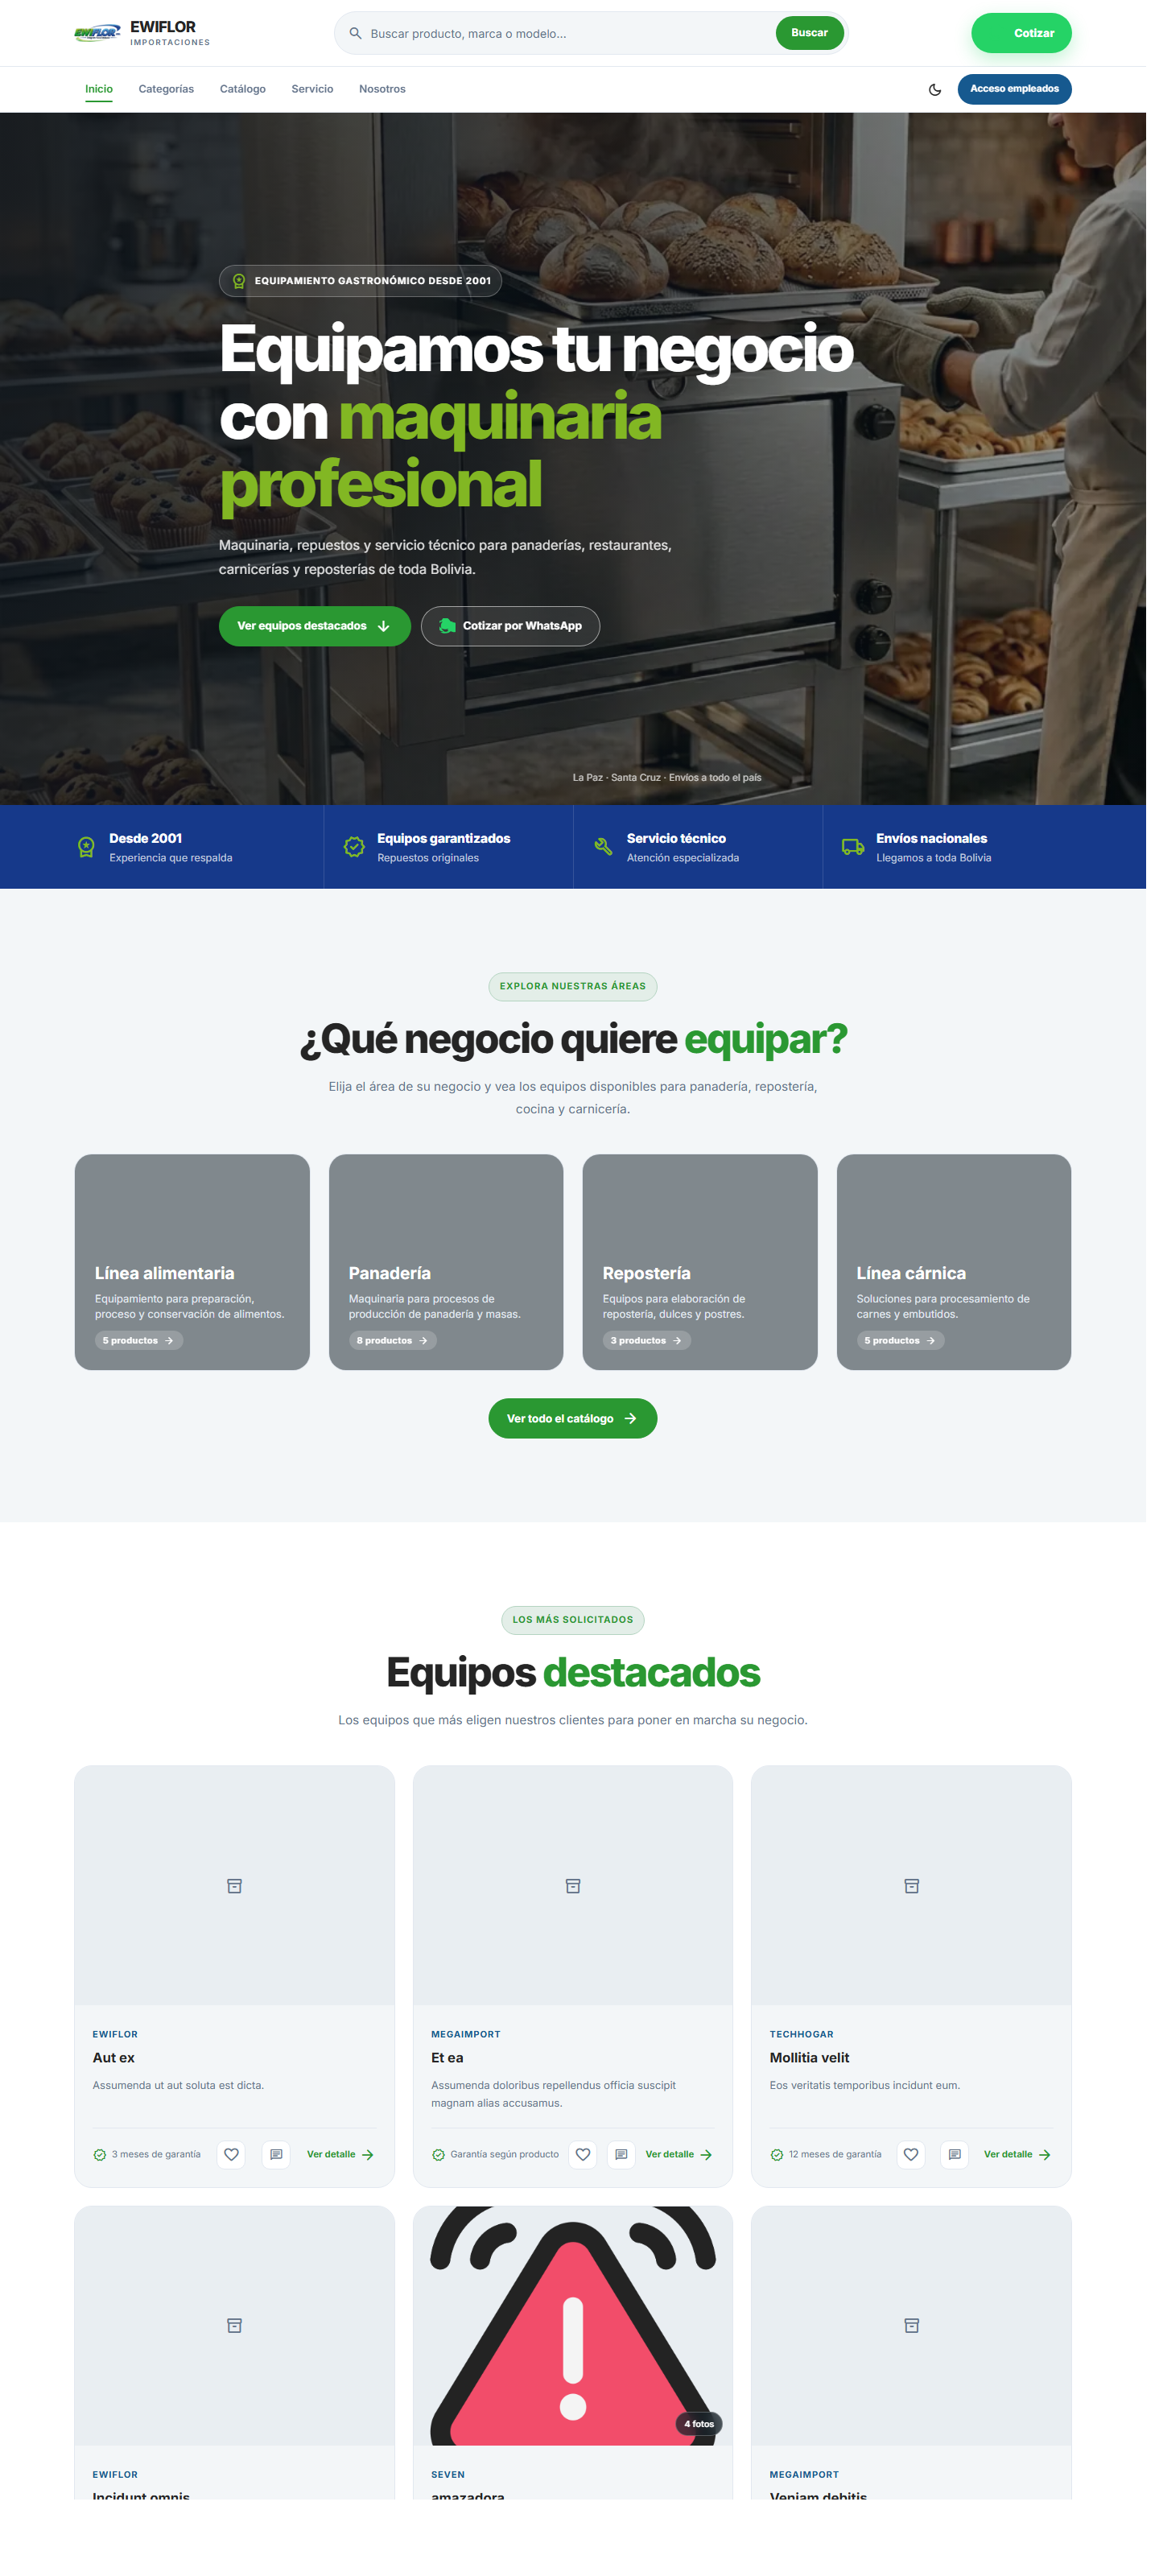 EWIFLOR
EWIFLOR
IMPORTACIONES
Buscar producto, marca o modelo...
Buscar
Cotizar
Inicio
Categorías
Catálogo
Servicio
Nosotros
Acceso empleados
EQUIPAMIENTO GASTRONÓMICO DESDE 2001
Equipamos tu negocio
con maquinaria
profesional
Maquinaria, repuestos y servicio técnico para panaderías, restaurantes,
carnicerías y reposterías de toda Bolivia.
Ver equipos destacados
Cotizar por WhatsApp
La Paz · Santa Cruz · Envíos a todo el país
Desde 2001
Experiencia que respalda
Equipos garantizados
Repuestos originales
Servicio técnico
Atención especializada
Envíos nacionales
Llegamos a toda Bolivia
EXPLORA NUESTRAS ÁREAS
¿Qué negocio quiere equipar?
Elija el área de su negocio y vea los equipos disponibles para panadería, repostería,
cocina y carnicería.
Línea alimentaria
Equipamiento para preparación,
proceso y conservación de alimentos.
5 productos
Panadería
Maquinaria para procesos de
producción de panadería y masas.
8 productos
Repostería
Equipos para elaboración de
repostería, dulces y postres.
3 productos
Línea cárnica
Soluciones para procesamiento de
carnes y embutidos.
5 productos
Ver todo el catálogo
LOS MÁS SOLICITADOS
Equipos destacados
Los equipos que más eligen nuestros clientes para poner en marcha su negocio.
EWIFLOR
Aut ex
Assumenda ut aut soluta est dicta.
3 meses de garantía
Ver detalle
MEGAIMPORT
Et ea
Assumenda doloribus repellendus officia suscipit
magnam alias accusamus.
Garantía según producto
Ver detalle
TECHHOGAR
Mollitia velit
Eos veritatis temporibus incidunt eum.
12 meses de garantía
Ver detalle
EWIFLOR
Incidunt omnis
4 fotos
SEVEN
amazadora
MEGAIMPORT
Veniam debitis